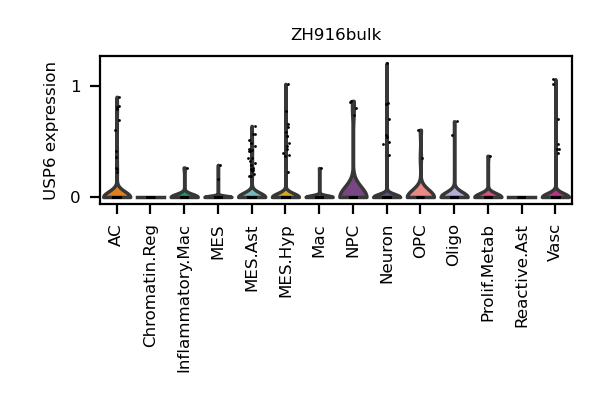 ZH916bulk
USP6 expression
1
0
AC
Chromatin.Reg
Inflammatory.Mac
MES
MES.Ast
MES.Hyp
Mac
NPC
Neuron
OPC
Oligo
Prolif.Metab
Reactive.Ast
Vasc